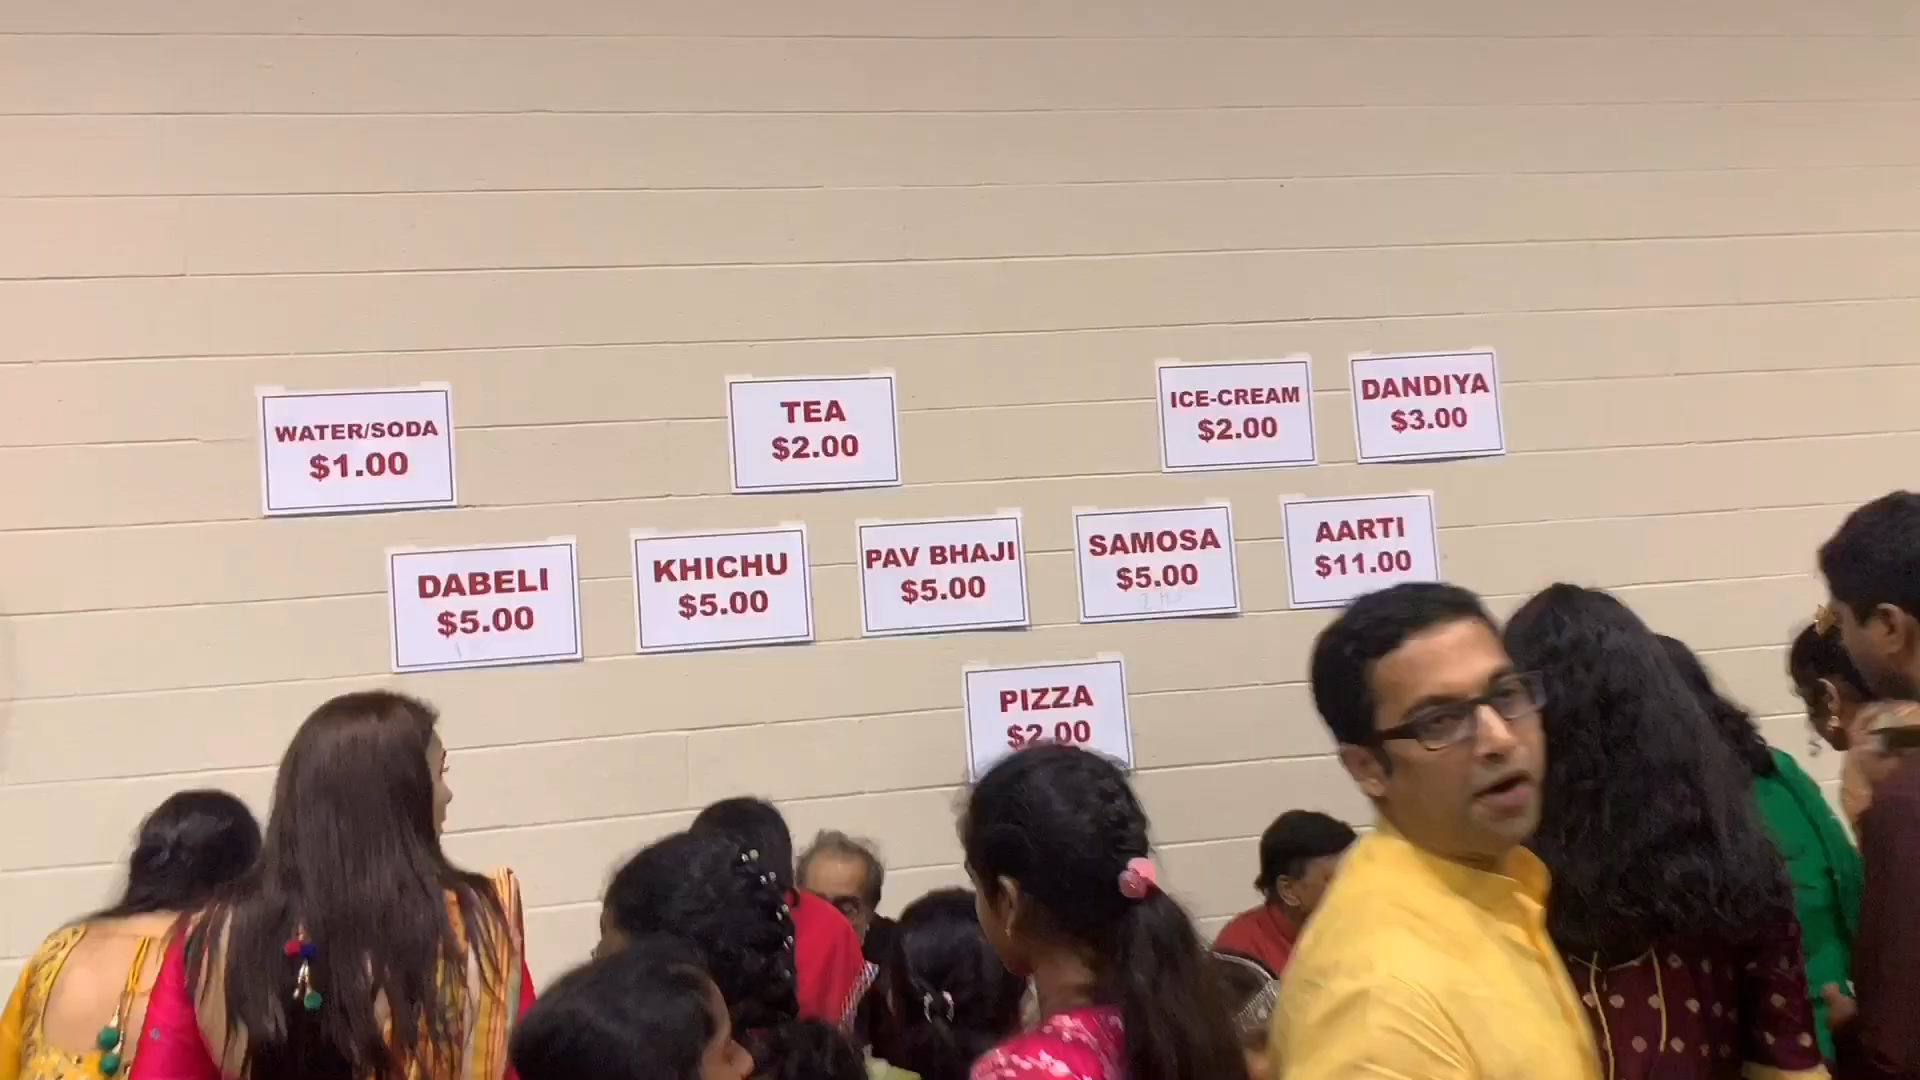 WATER/SODA
$1.00
TEA
$2.00
ICE-CREAM
$2.00
DANDIYA
$3.00
DABELI
$5.00
KHICHU
$5.00
PAV BHAJI
$5.00
SAMOSA
$5.00
AARTI
$11.00
PIZZA
$2.00